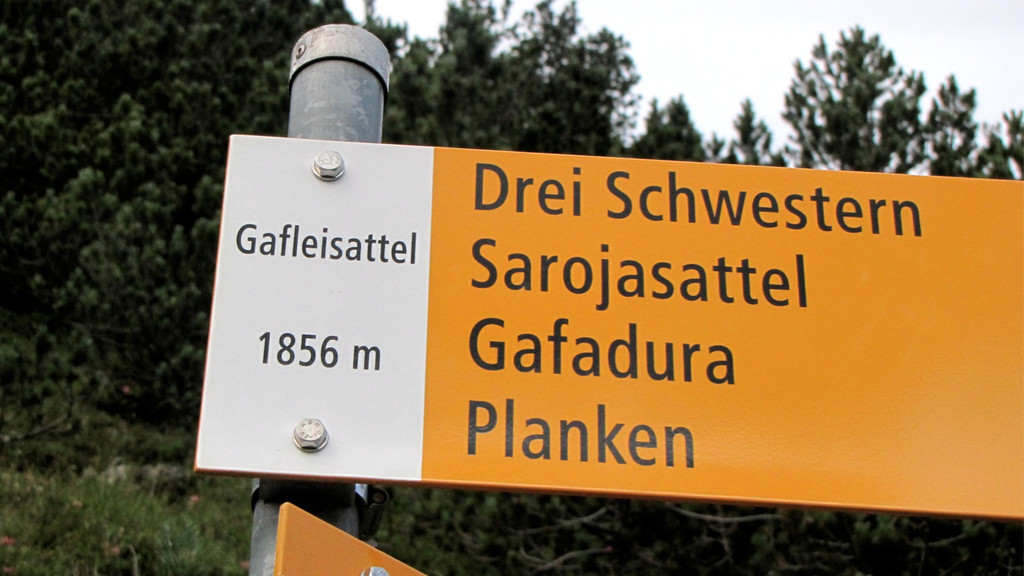 Gafleisattel
1856 m
Drei Schwestern
Sarojasattel
Gafadura
Planken